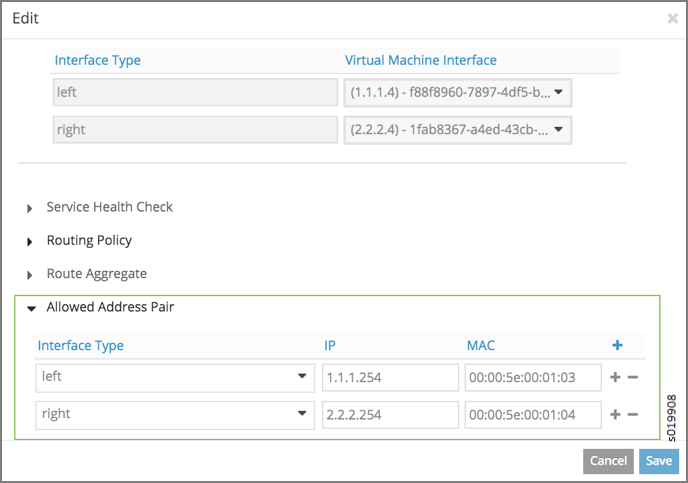 Edit ×
Interface Type Virtual Machine Interface
left (1.1.1.4) - f88f8960-7897-4df5-b...
right (2.2.2.4) - 1fab8367-a4ed-43cb-...
Service Health Check
Routing Policy
Route Aggregate
Allowed Address Pair
Interface Type IP MAC +
left 1.1.1.254 00:00:5e:00:01:03 + −
right 2.2.2.254 00:00:5e:00:01:04 + −
s019908
Cancel Save